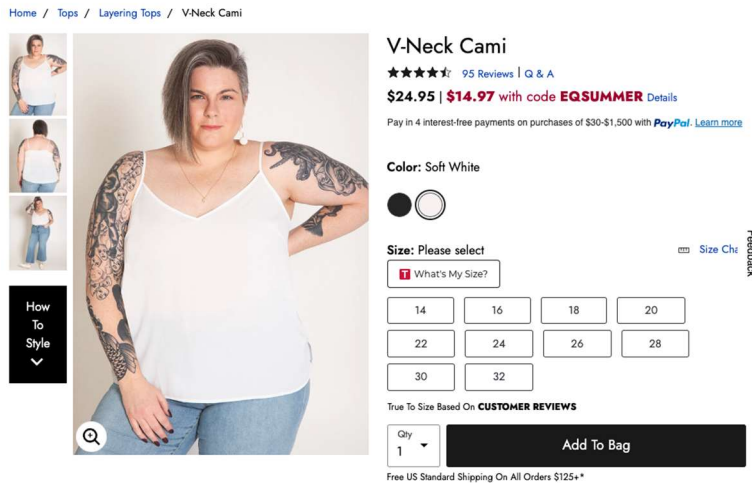 Home / Tops / Layering Tops / V-Neck Cami
V-Neck Cami
95 Reviews | Q & A
$24.95 | $14.97 with code EQSUMMER Details
Pay in 4 interest-free payments on purchases of $30-$1,500 with PayPal. Learn more
Color: Soft White
Size: Please select
Size Cha
T What's My Size?
14 16 18 20
22 24 26 28
30 32
True To Size Based On CUSTOMER REVIEWS
Qty
1
Add To Bag
Free US Standard Shipping On All Orders $125+*
How
To
Style
Feedback